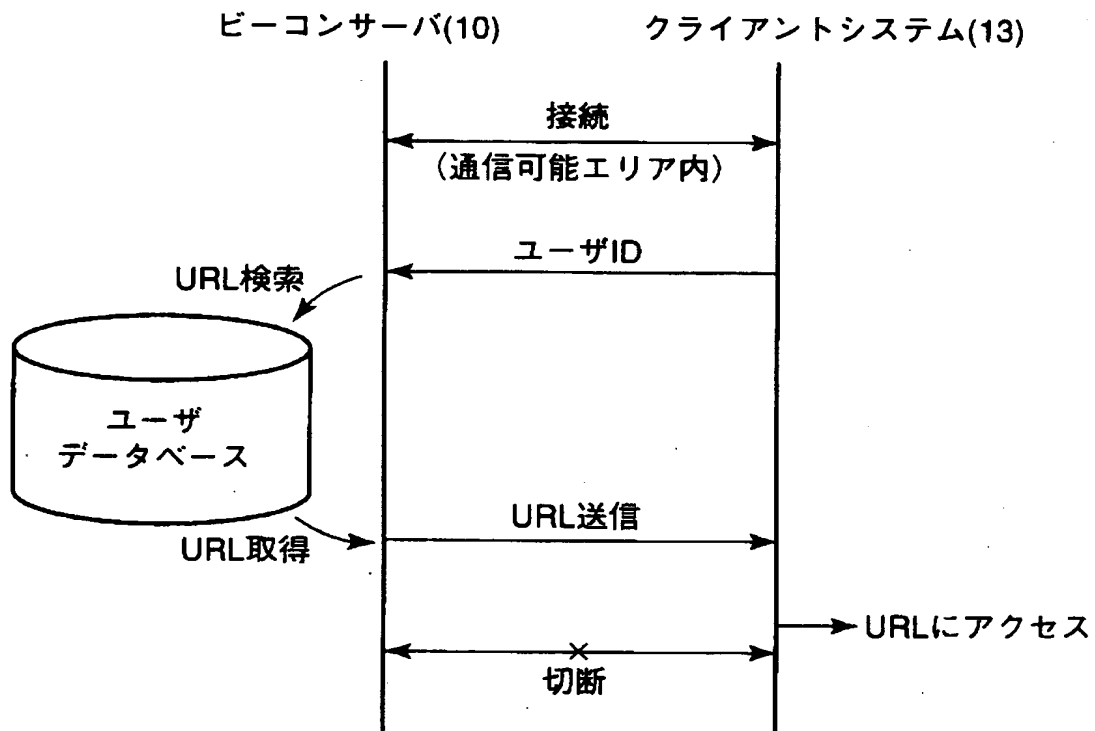 ビーコンサーバ(10)
クライアントシステム(13)
接続
(通信可能エリア内)
ユーザID
URL検索
ユーザ
データベース
URL送信
URL取得
URLにアクセス
切断